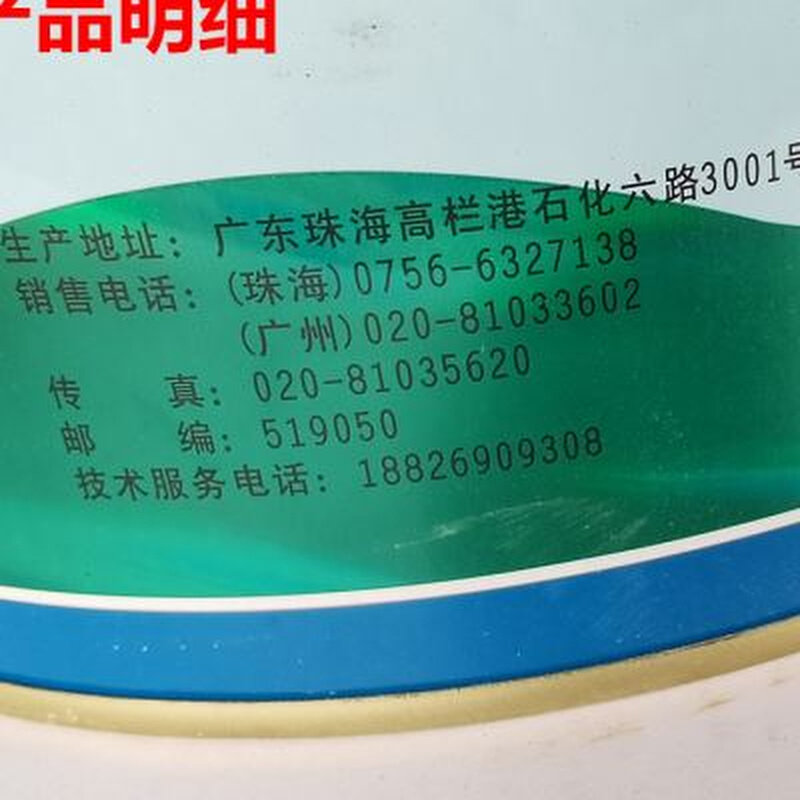 品明细
生产地址：广东珠海高栏港石化六路3001号
销售电话：(珠海)0756-6327138
(广州)020-81033602
传 真：020-81035620
邮 编：519050
技术服务电话：18826909308